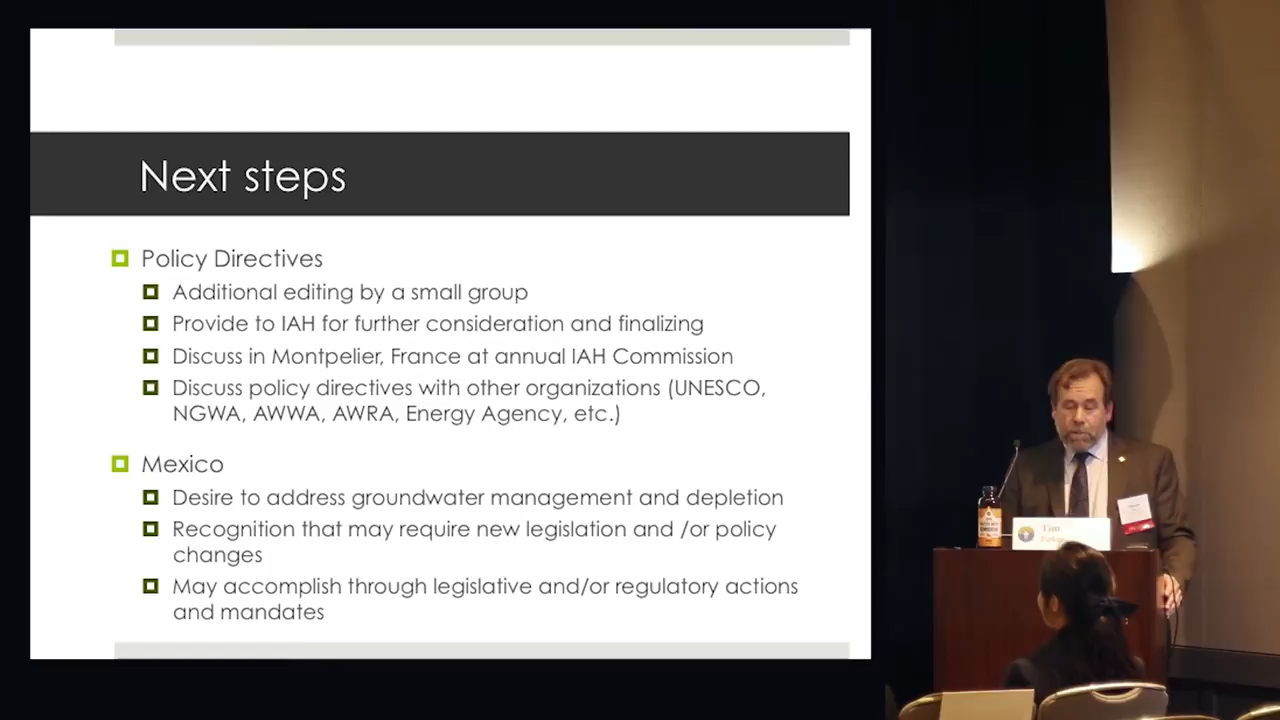 Next steps
Policy Directives
Additional editing by a small group
Provide to IAH for further consideration and finalizing
Discuss in Montpelier, France at annual IAH Commission
Discuss policy directives with other organizations (UNESCO,
NGWA, AWWA, AWRA, Energy Agency, etc.)
Mexico
Desire to address groundwater management and depletion
Recognition that may require new legislation and /or policy
changes
May accomplish through legislative and/or regulatory actions
and mandates
Tim